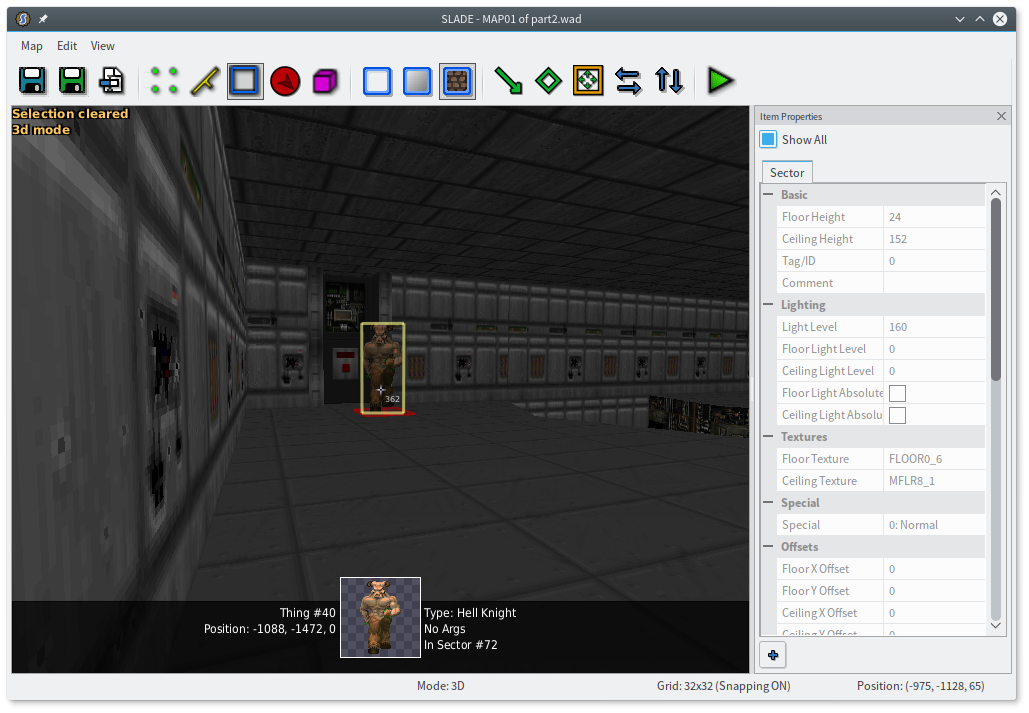 SLADE - MAP01 of part2.wad
Map Edit View
Selection cleared
3d mode
362
Thing #40
Position: -1088, -1472, 0
Type: Hell Knight
No Args
In Sector #72
Item Properties
Show All
Sector
Basic
Floor Height 24
Ceiling Height 152
Tag/ID 0
Comment
Lighting
Light Level 160
Floor Light Level 0
Ceiling Light Level 0
Floor Light Absolute
Ceiling Light Absolu
Textures
Floor Texture FLOOR0_6
Ceiling Texture MFLR8_1
Special
Special 0: Normal
Offsets
Floor X Offset 0
Floor Y Offset 0
Ceiling X Offset 0
Ceiling Y Offset 0
Mode: 3D
Grid: 32x32 (Snapping ON)
Position: (-975, -1128, 65)